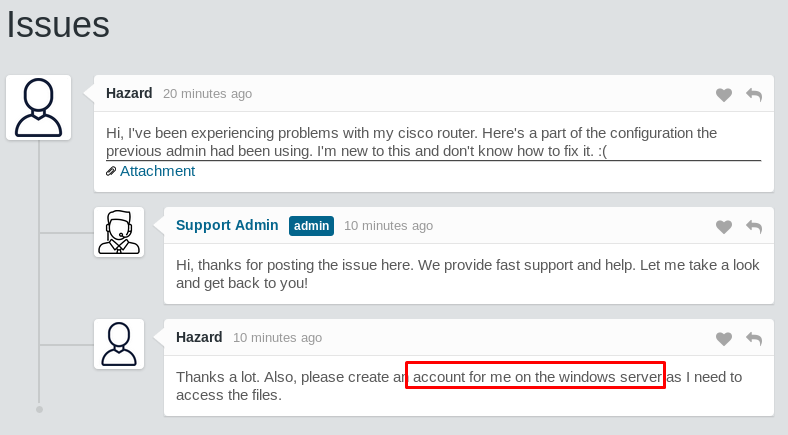 Issues
Hazard 20 minutes ago
Hi, I've been experiencing problems with my cisco router. Here's a part of the configuration the
previous admin had been using. I'm new to this and don't know how to fix it. :(
Attachment
Support Admin admin 10 minutes ago
Hi, thanks for posting the issue here. We provide fast support and help. Let me take a look
and get back to you!
Hazard 10 minutes ago
Thanks a lot. Also, please create an account for me on the windows server as I need to
access the files.